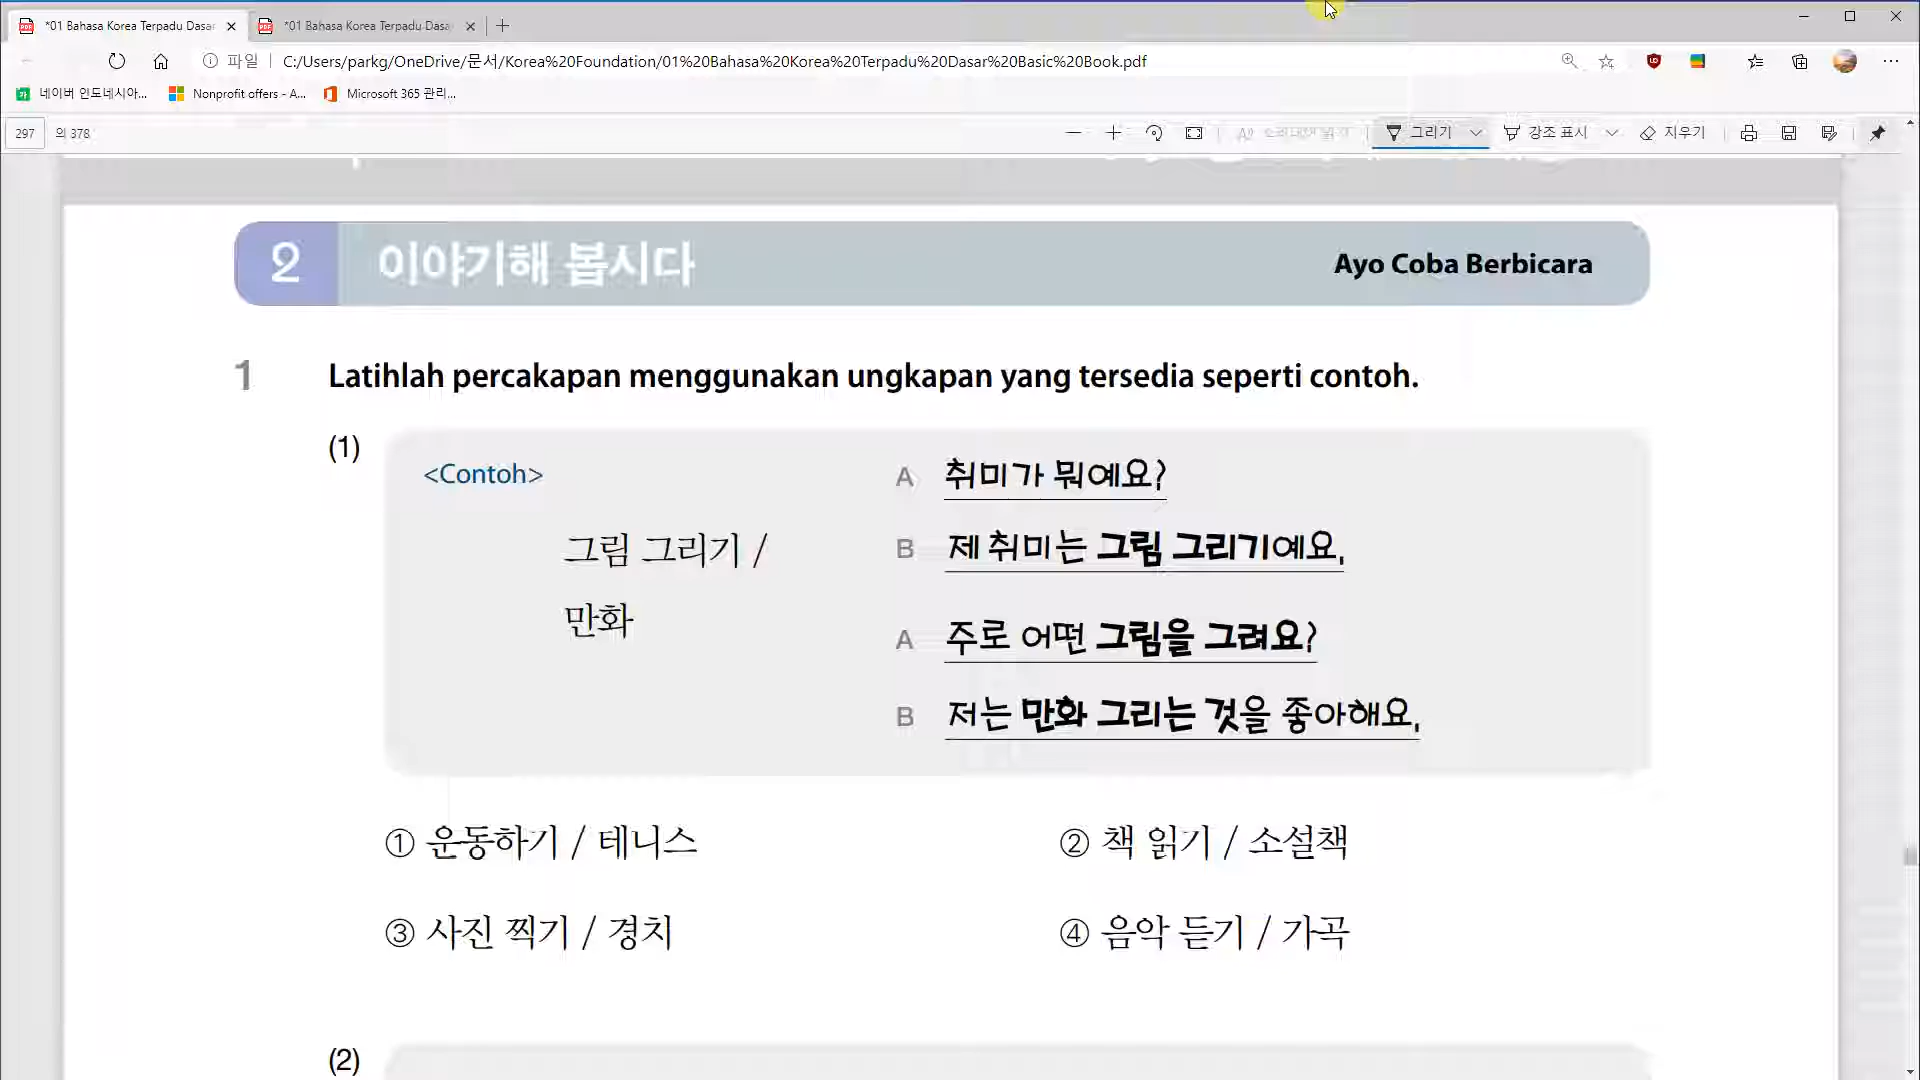 *01 Bahasa Korea Terpadu Dasar
*01 Bahasa Korea Terpadu Dasa
파일 C:/Users/parkg/OneDrive/문서/Korea%20Foundation/01%20Bahasa%20Korea%20Terpadu%20Dasar%20Basic%20Book.pdf
네이버 인도네시아... Nonprofit offers - A... Microsoft 365 관리...
297 의 378 그리기 강조 표시 지우기
2 이야기해 봅시다 Ayo Coba Berbicara
1 Latihlah percakapan menggunakan ungkapan yang tersedia seperti contoh.
(1)
<Contoh>
그림 그리기 /
만화
A 취미가 뭐예요?
B 제 취미는 그림 그리기예요.
A 주로 어떤 그림을 그려요?
B 저는 만화 그리는 것을 좋아해요.
① 운동하기 / 테니스
② 책 읽기 / 소설책
③ 사진 찍기 / 경치
④ 음악 듣기 / 가곡
(2)